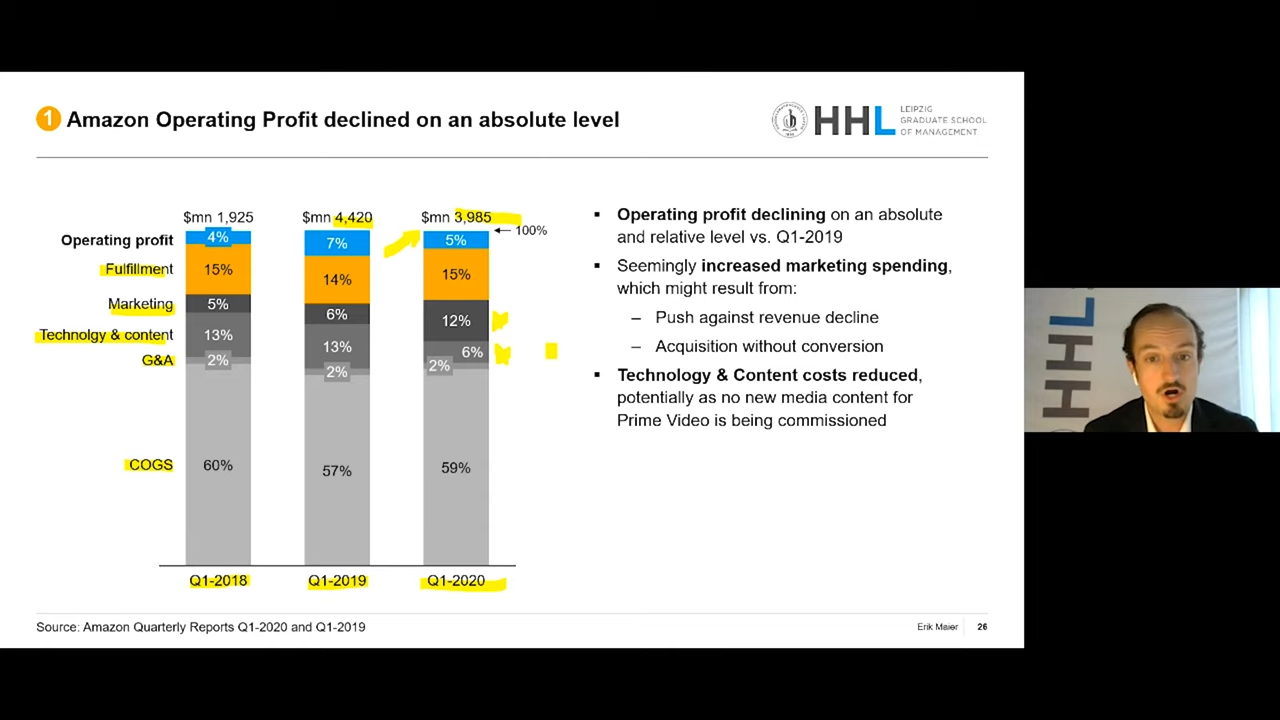 1 Amazon Operating Profit declined on an absolute level
HHL
LEIPZIG
GRADUATE SCHOOL
OF MANAGEMENT
$mn 1,925
$mn 4,420
$mn 3,985
100%
Operating profit 4% 7% 5%
Fulfillment 15% 14% 15%
Marketing 5% 6% 12%
Technolgy & content 13% 13% 6%
G&A 2% 2% 2%
COGS 60% 57% 59%
Q1-2018 Q1-2019 Q1-2020
▪ Operating profit declining on an absolute
and relative level vs. Q1-2019
▪ Seemingly increased marketing spending,
which might result from:
– Push against revenue decline
– Acquisition without conversion
▪ Technology & Content costs reduced,
potentially as no new media content for
Prime Video is being commissioned
Source: Amazon Quarterly Reports Q1-2020 and Q1-2019
Erik Maier 26
HHL